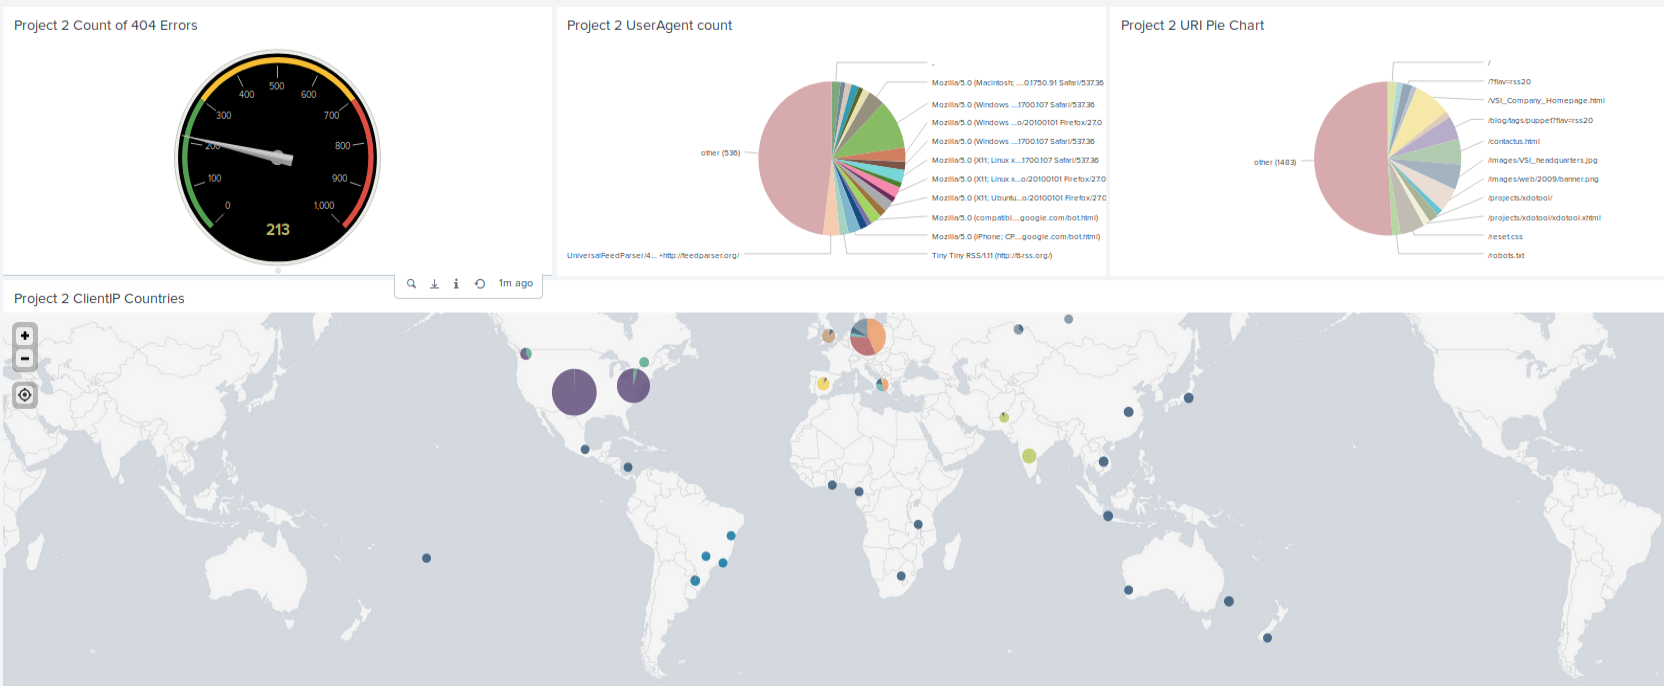 Project 2 Count of 404 Errors
500
400
600
300
700
200
800
100
900
0
1,000
213
Project 2 UserAgent count
-
Mozilla/5.0 (Macintosh; ....0.1750.91 Safari/537.36
Mozilla/5.0 (Windows ....1700.107 Safari/537.36
Mozilla/5.0 (Windows ...o/20100101 Firefox/27.0
Mozilla/5.0 (Windows ....1700.107 Safari/537.36
Mozilla/5.0 (X11; Linux x....1700.107 Safari/537.36
Mozilla/5.0 (X11; Linux x...o/20100101 Firefox/27.0
Mozilla/5.0 (X11; Ubuntu...o/20100101 Firefox/27.0
Mozilla/5.0 (compatibl....google.com/bot.html)
Mozilla/5.0 (iPhone; CP....google.com/bot.html)
Tiny Tiny RSS/1.11 (http://tt-rss.org/)
other (536)
UniversalFeedParser/4... +http://feedparser.org/
Project 2 URI Pie Chart
/
/?flav=rss20
/VSI_Company_Homepage.html
/blog/tags/puppet?flav=rss20
/contactus.html
/images/VSI_headquarters.jpg
/images/web/2009/banner.png
/projects/xdotool/
/projects/xdotool/xdotool.xhtml
/reset.css
/robots.txt
other (1483)
1m ago
Project 2 ClientIP Countries